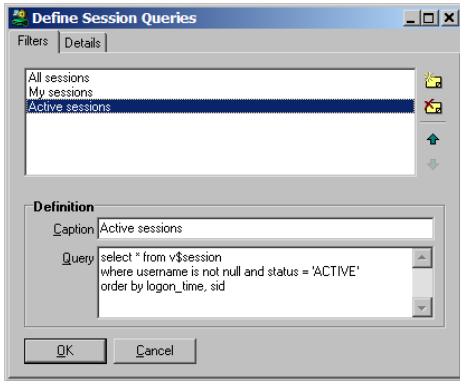 Define Session Queries
Filters Details
All sessions
My sessions
Active sessions
Definition
Caption Active sessions
Query select * from v$session
where username is not null and status = 'ACTIVE'
order by logon_time, sid
OK Cancel